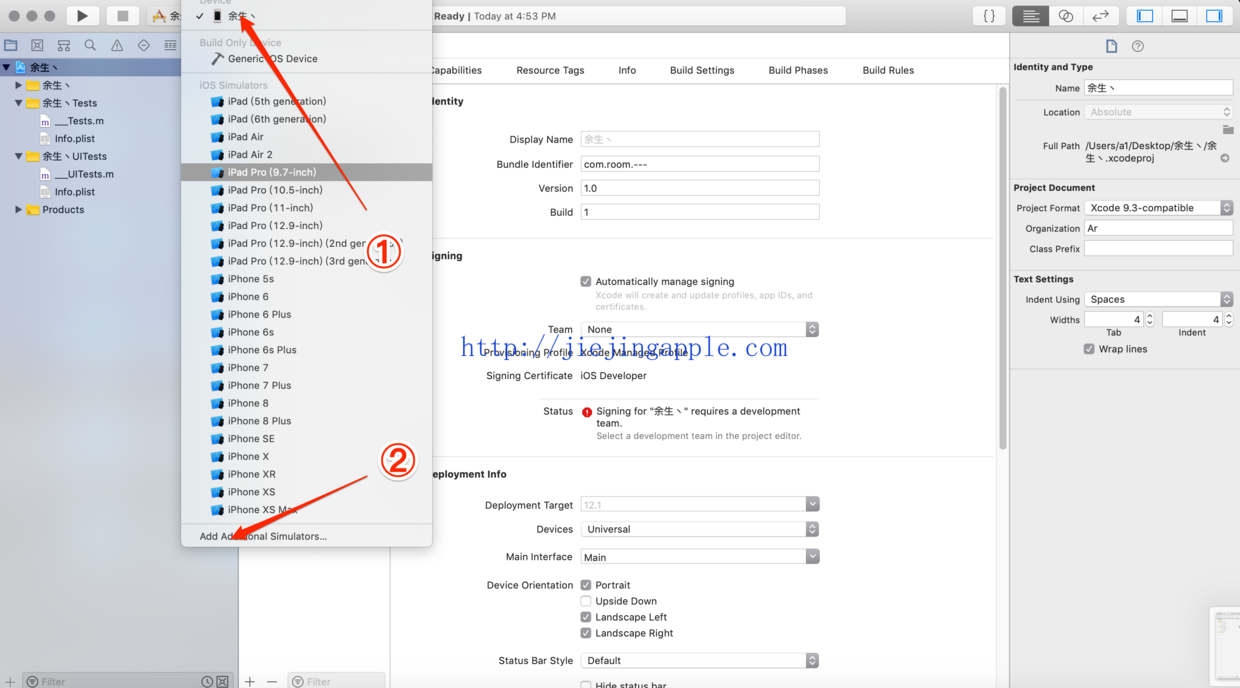 余生
Ready | Today at 4:53 PM
Device
余生丶
Build Only Device
Generic iOS Device
iOS Simulators
iPad (5th generation)
iPad (6th generation)
iPad Air
iPad Air 2
iPad Pro (9.7-inch)
iPad Pro (10.5-inch)
iPad Pro (11-inch)
iPad Pro (12.9-inch)
iPad Pro (12.9-inch) (2nd gen
iPad Pro (12.9-inch) (3rd gen
iPhone 5s
iPhone 6
iPhone 6 Plus
iPhone 6s
iPhone 6s Plus
iPhone 7
iPhone 7 Plus
iPhone 8
iPhone 8 Plus
iPhone SE
iPhone X
iPhone XR
iPhone XS
iPhone XS Max
Add Additional Simulators...
①
②
余生丶
余生丶
余生丶Tests
__Tests.m
Info.plist
余生丶UITests
__UITests.m
Info.plist
Products
Filter
Filter
Capabilities
Resource Tags
Info
Build Settings
Build Phases
Build Rules
Identity
Display Name 余生丶
Bundle Identifier com.room.---
Version 1.0
Build 1
Signing
Automatically manage signing
Xcode will create and update profiles, app IDs, and
certificates.
Team None
http://jiejingapple.com
Provisioning Profile Xcode Managed Profile
Signing Certificate iOS Developer
Status Signing for "余生丶" requires a development
team.
Select a development team in the project editor.
Deployment Info
Deployment Target 12.1
Devices Universal
Main Interface Main
Device Orientation Portrait
Upside Down
Landscape Left
Landscape Right
Status Bar Style Default
Hide status bar
Identity and Type
Name 余生丶
Location Absolute
Full Path /Users/a1/Desktop/余生丶/余
生丶.xcodeproj
Project Document
Project Format Xcode 9.3-compatible
Organization Ar
Class Prefix
Text Settings
Indent Using Spaces
Widths 4 4
Tab Indent
Wrap lines